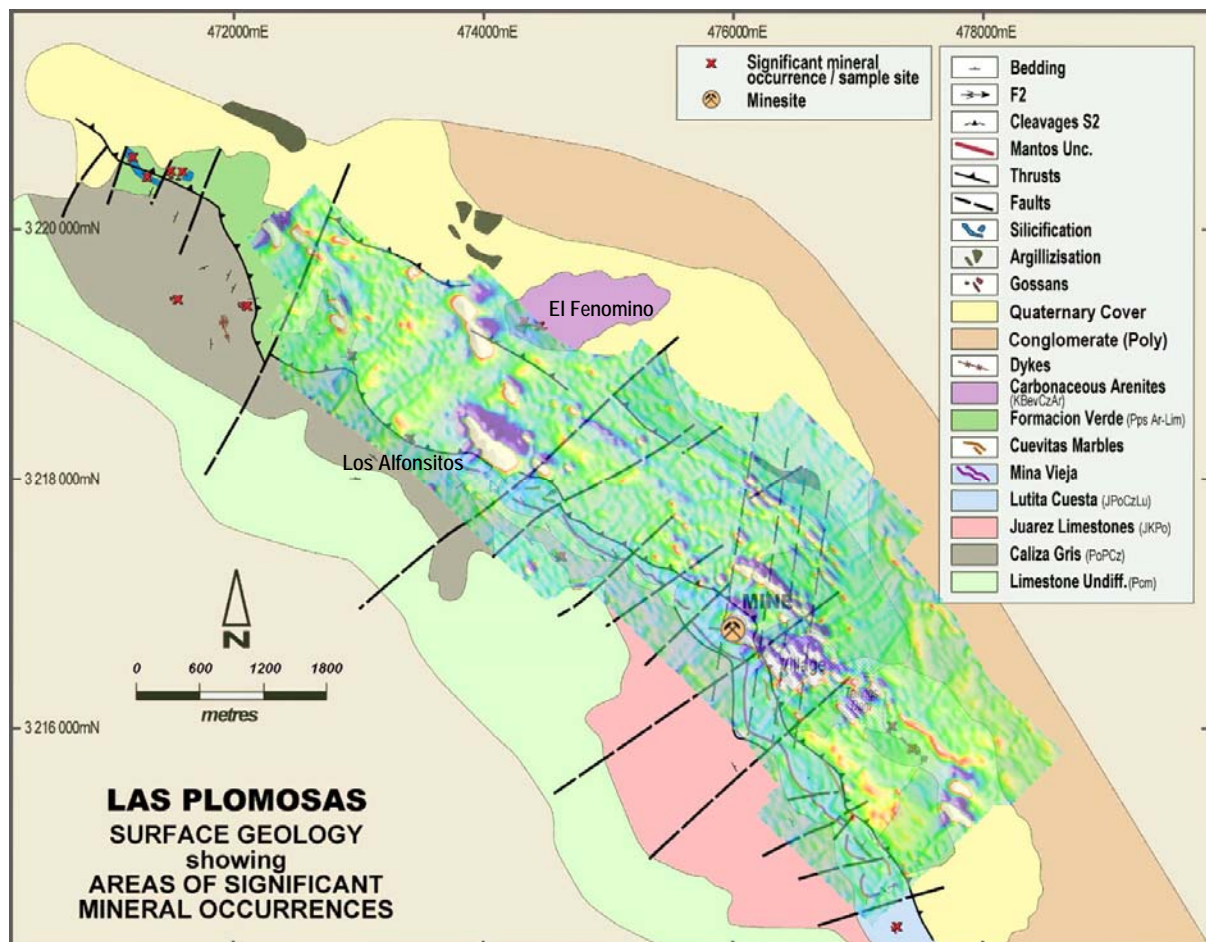 472000mE
474000mE
476000mE
478000mE
Significant mineral
occurrence / sample site
Minesite
Bedding
F2
Cleavages S2
Mantos Unc.
Thrusts
Faults
Silicification
Argillizisation
Gossans
Quaternary Cover
Conglomerate (Poly)
Dykes
Carbonaceous Arenites
(KBevCzAr)
Formacion Verde (Pps Ar-Lim)
Cuevitas Marbles
Mina Vieja
Lutita Cuesta (JPoCzLu)
Juarez Limestones (JKPo)
Caliza Gris (PoPCz)
Limestone Undiff. (Pcm)
3 220 000mN
El Fenomino
Los Alfonsitos
3 218 000mN
MINE
Village
N
0 600 1200 1800
metres
3 216 000mN
LAS PLOMOSAS
SURFACE GEOLOGY
showing
AREAS OF SIGNIFICANT
MINERAL OCCURRENCES